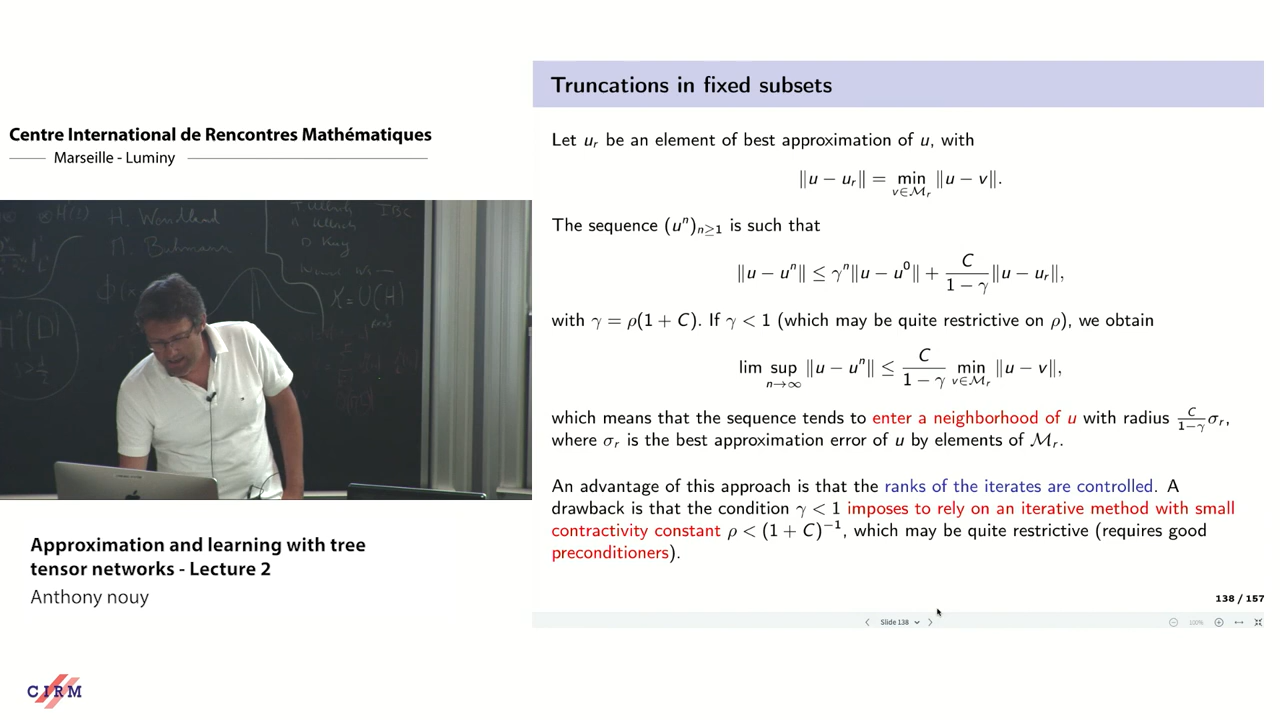 Centre International de Rencontres Mathématiques
Marseille - Luminy
H. Wendland
M. Buhmann
D. Krieg
IBC
X = U(H)
Approximation and learning with tree
tensor networks - Lecture 2
Anthony nouy
CIRM
Truncations in fixed subsets
Let u_r be an element of best approximation of u, with
‖u − u_r‖ = min_{v∈M_r} ‖u − v‖.
The sequence (u^n)_{n≥1} is such that
‖u − u^n‖ ≤ γ^n‖u − u^0‖ + C/(1 − γ) ‖u − u_r‖,
with γ = ρ(1 + C). If γ < 1 (which may be quite restrictive on ρ), we obtain
lim sup_{n→∞} ‖u − u^n‖ ≤ C/(1 − γ) min_{v∈M_r} ‖u − v‖,
which means that the sequence tends to enter a neighborhood of u with radius C/(1−γ) σ_r,
where σ_r is the best approximation error of u by elements of M_r.
An advantage of this approach is that the ranks of the iterates are controlled. A
drawback is that the condition γ < 1 imposes to rely on an iterative method with small
contractivity constant ρ < (1 + C)^{−1}, which may be quite restrictive (requires good
preconditioners).
138 / 157
Slide 138
100%